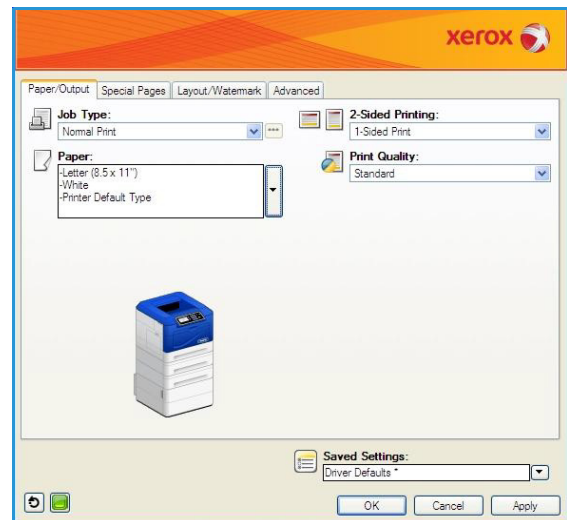 xerox
Paper/Output Special Pages Layout/Watermark Advanced
Job Type:
Normal Print
2-Sided Printing:
1-Sided Print
Paper:
-Letter (8.5 x 11")
-White
-Printer Default Type
Print Quality:
Standard
Saved Settings:
Driver Defaults *
OK Cancel Apply